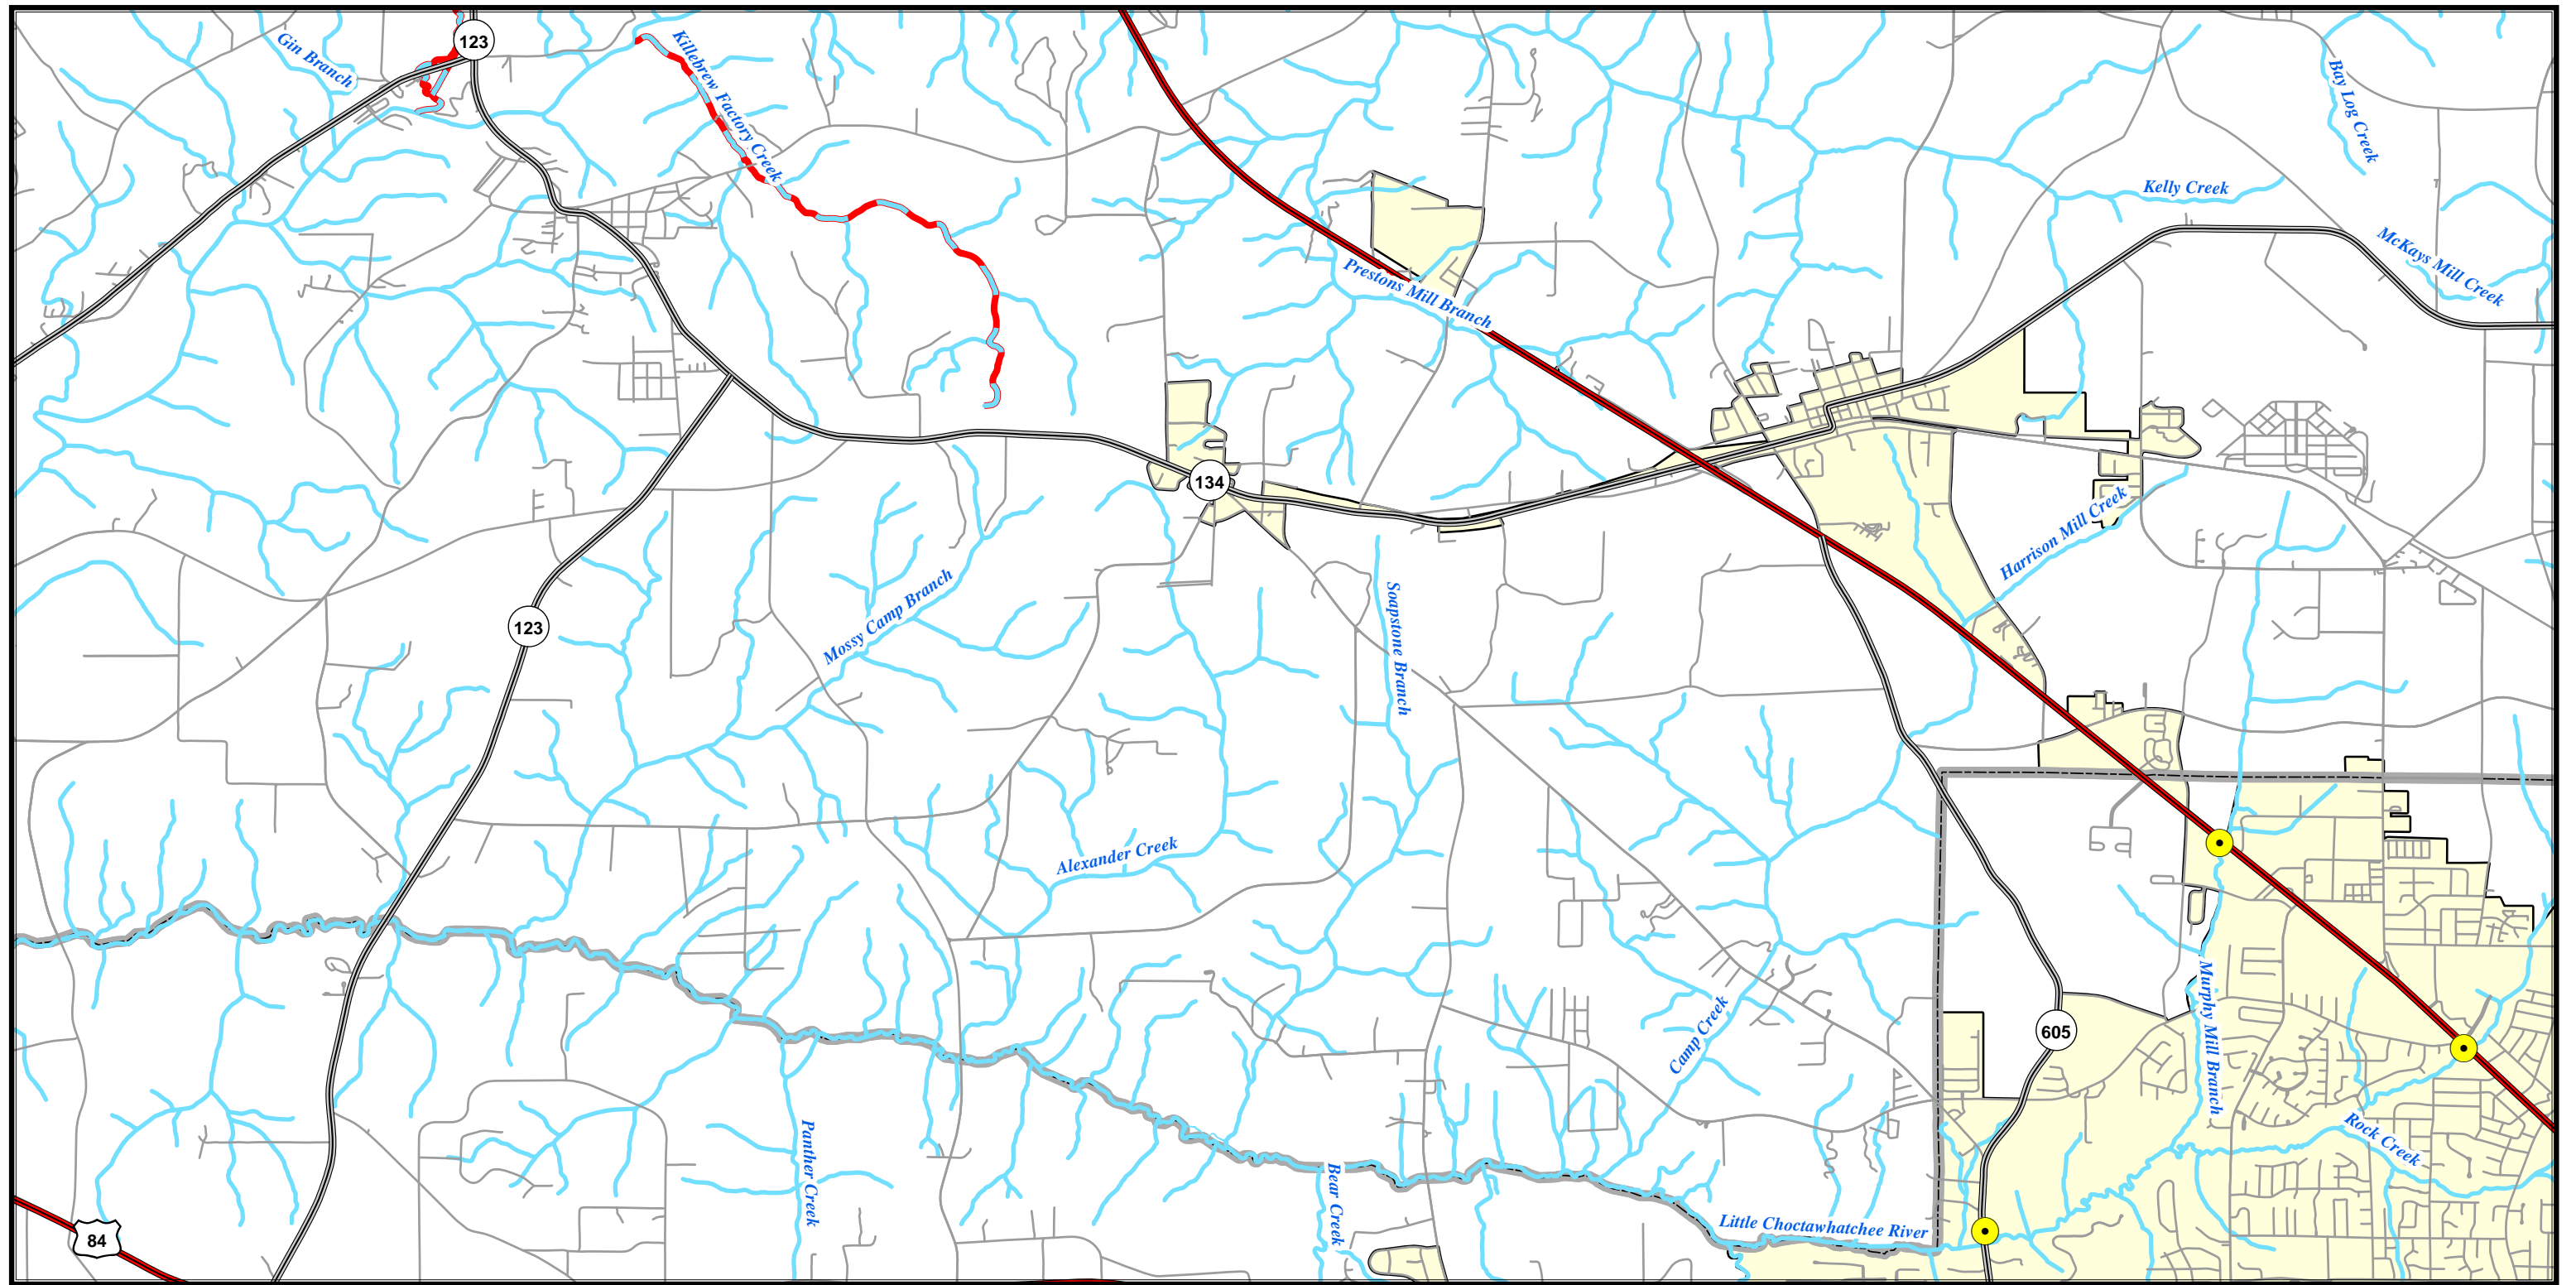 123
Gin Branch
Killebrew Factory Creek
Bay Log Creek
Kelly Creek
McKays Mill Creek
Prestons Mill Branch
134
Harrison Mill Creek
Mossy Camp Branch
Soapstone Branch
123
Alexander Creek
Camp Creek
605
Murphy Mill Branch
Rock Creek
Panther Creek
Bear Creek
Little Choctawhatchee River
84